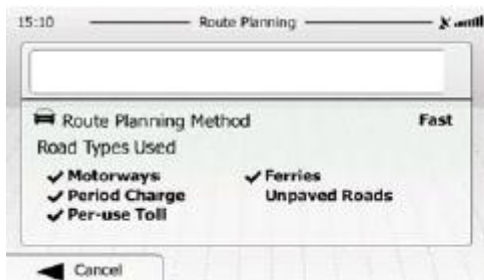 15:10 Route Planning
Route Planning Method Fast
Road Types Used
Motorways Ferries
Period Charge Unpaved Roads
Per-use Toll
Cancel